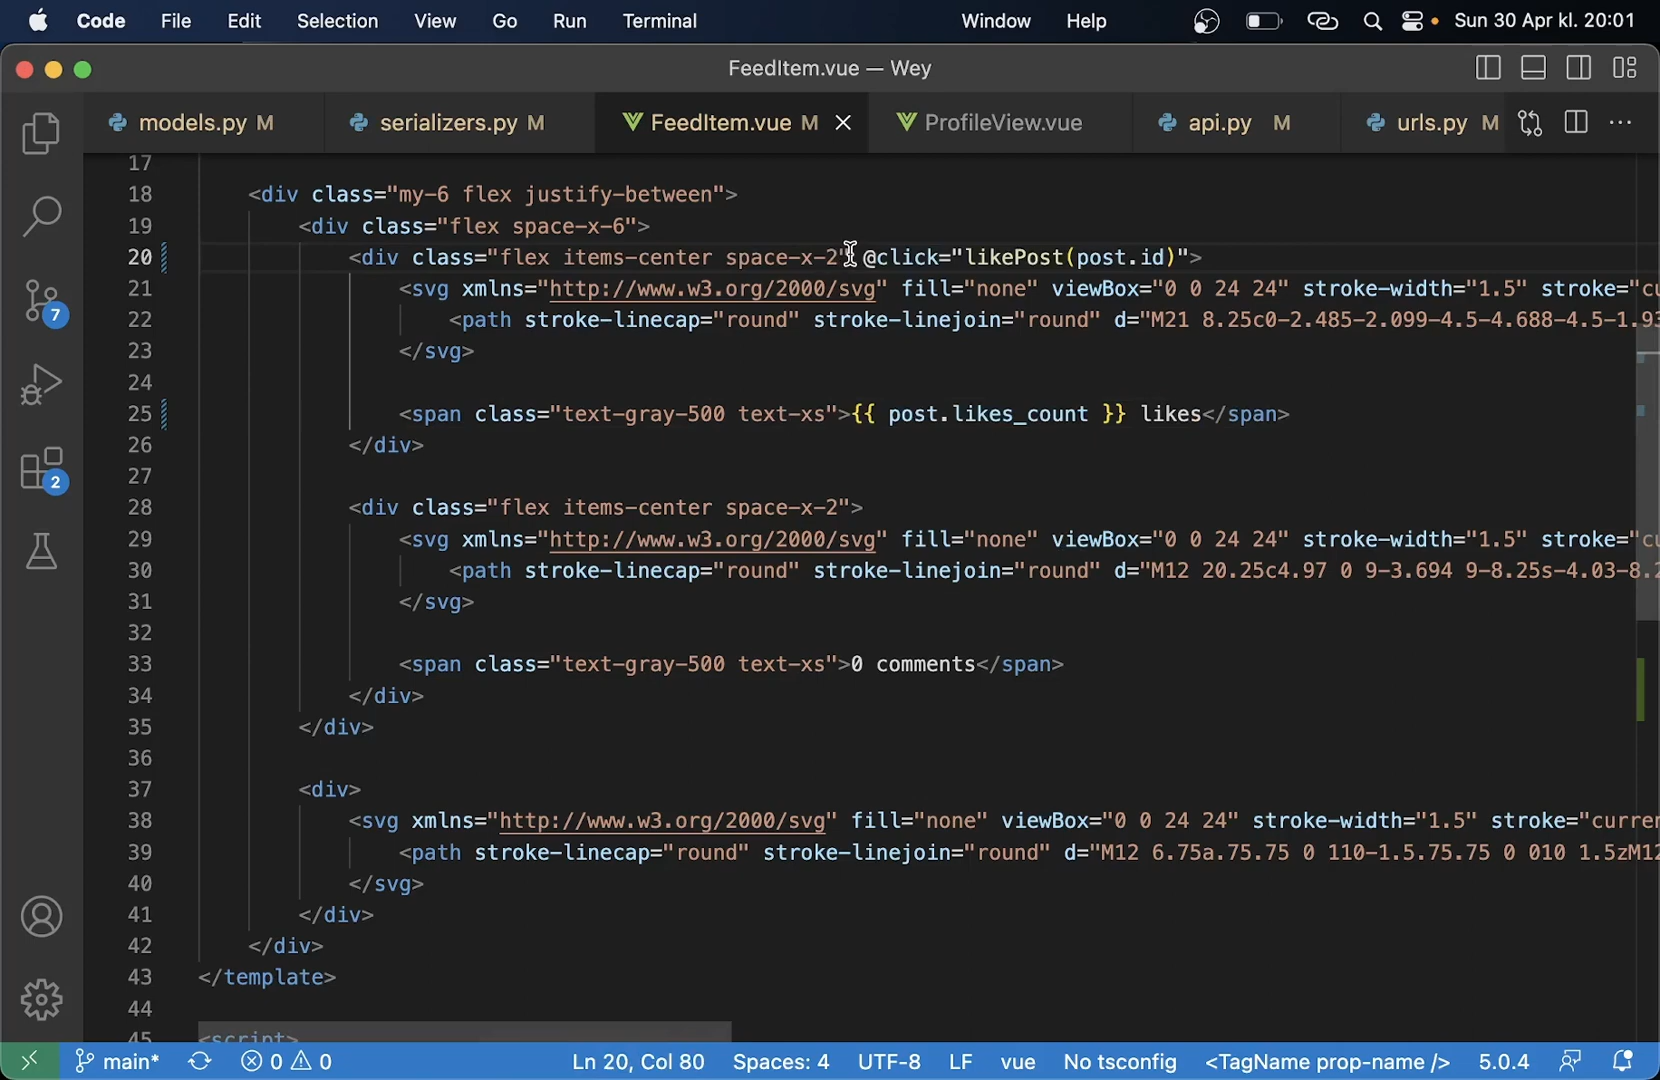 Code File Edit Selection View Go Run Terminal Window Help Sun 30 Apr kl. 20:01
FeedItem.vue — Wey
models.py M serializers.py M FeedItem.vue M ProfileView.vue api.py M urls.py M
17
18 <div class="my-6 flex justify-between">
19 <div class="flex space-x-6">
20 <div class="flex items-center space-x-2" @click="likePost(post.id)">
21 <svg xmlns="http://www.w3.org/2000/svg" fill="none" viewBox="0 0 24 24" stroke-width="1.5" stroke="cu
22 <path stroke-linecap="round" stroke-linejoin="round" d="M21 8.25c0-2.485-2.099-4.5-4.688-4.5-1.93
23 </svg>
24
25 <span class="text-gray-500 text-xs">{{ post.likes_count }} likes</span>
26 </div>
27
28 <div class="flex items-center space-x-2">
29 <svg xmlns="http://www.w3.org/2000/svg" fill="none" viewBox="0 0 24 24" stroke-width="1.5" stroke="cu
30 <path stroke-linecap="round" stroke-linejoin="round" d="M12 20.25c4.97 0 9-3.694 9-8.25s-4.03-8.2
31 </svg>
32
33 <span class="text-gray-500 text-xs">0 comments</span>
34 </div>
35 </div>
36
37 <div>
38 <svg xmlns="http://www.w3.org/2000/svg" fill="none" viewBox="0 0 24 24" stroke-width="1.5" stroke="curren
39 <path stroke-linecap="round" stroke-linejoin="round" d="M12 6.75a.75.75 0 110-1.5.75.75 0 010 1.5zM12
40 </svg>
41 </div>
42 </div>
43 </template>
44
45 <script>
7
2
main* 0 0 Ln 20, Col 80 Spaces: 4 UTF-8 LF vue No tsconfig <TagName prop-name /> 5.0.4